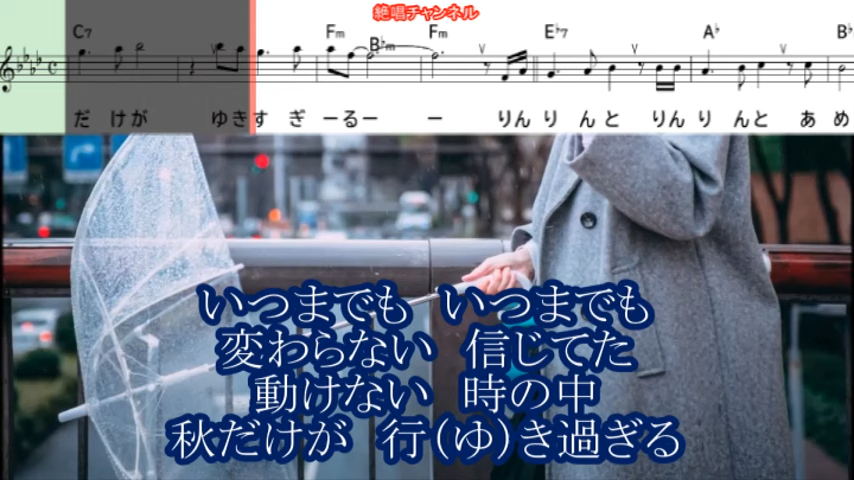 絶唱チャンネル
C7 Fm B♭m Fm E♭7 A♭ B♭
だ けが ゆき す ぎ ーるー ー りん り んと りん り んと あ め
いつまでも いつまでも
変わらない 信じてた
動けない 時の中
秋だけが 行(ゆ)き過ぎる